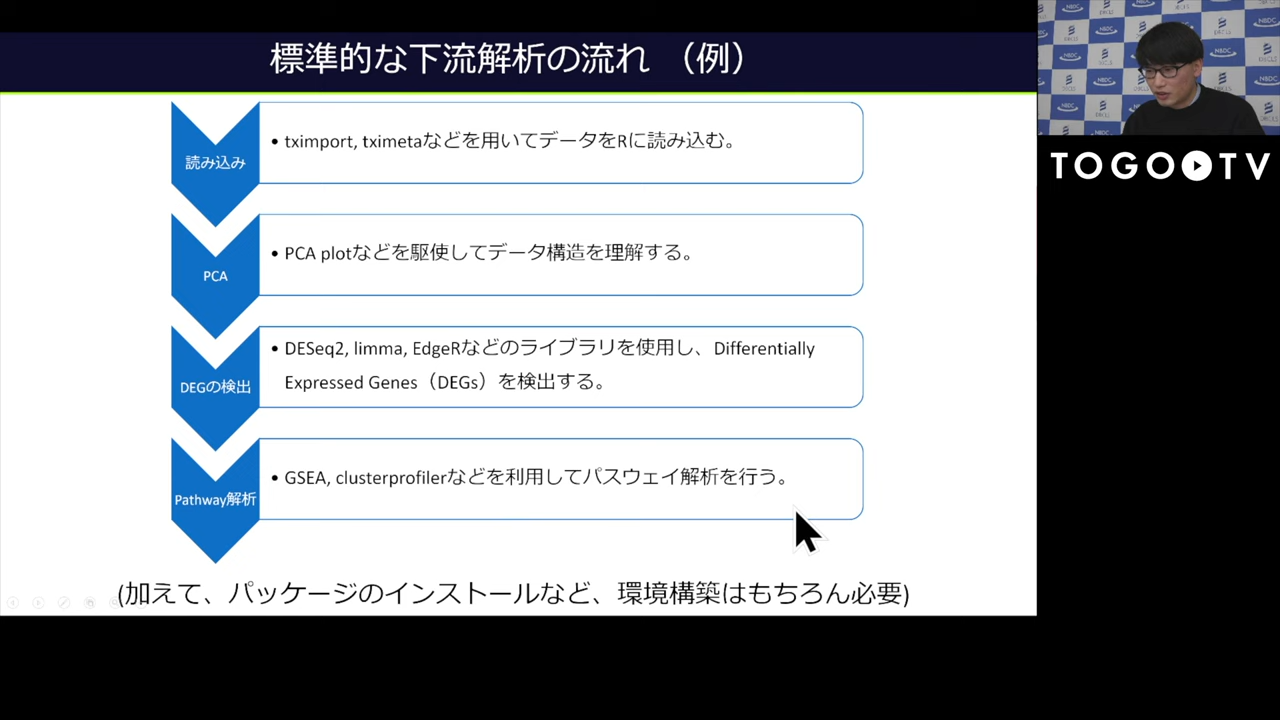 標準的な下流解析の流れ （例）
読み込み
• tximport, tximetaなどを用いてデータをRに読み込む。
PCA
• PCA plotなどを駆使してデータ構造を理解する。
DEGの検出
• DESeq2, limma, EdgeRなどのライブラリを使用し、Differentially
Expressed Genes（DEGs）を検出する。
Pathway解析
• GSEA, clusterprofilerなどを利用してパスウェイ解析を行う。
(加えて、パッケージのインストールなど、環境構築はもちろん必要)
NBDC
DBCLS
TOGO TV